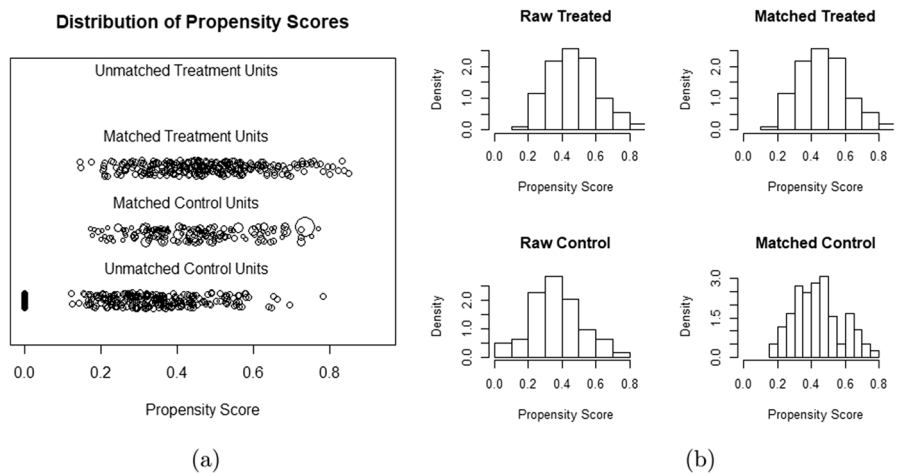 Distribution of Propensity Scores
Unmatched Treatment Units
Matched Treatment Units
Matched Control Units
Unmatched Control Units
0.0 0.2 0.4 0.6 0.8
Propensity Score
(a)
Raw Treated
Density
0.0 1.0 2.0
0.0 0.2 0.4 0.6 0.8
Propensity Score
Matched Treated
Density
0.0 1.0 2.0
0.0 0.2 0.4 0.6 0.8
Propensity Score
Raw Control
Density
0.0 1.0 2.0
0.0 0.2 0.4 0.6 0.8
Propensity Score
Matched Control
Density
0.0 1.5 3.0
0.0 0.2 0.4 0.6 0.8
Propensity Score
(b)